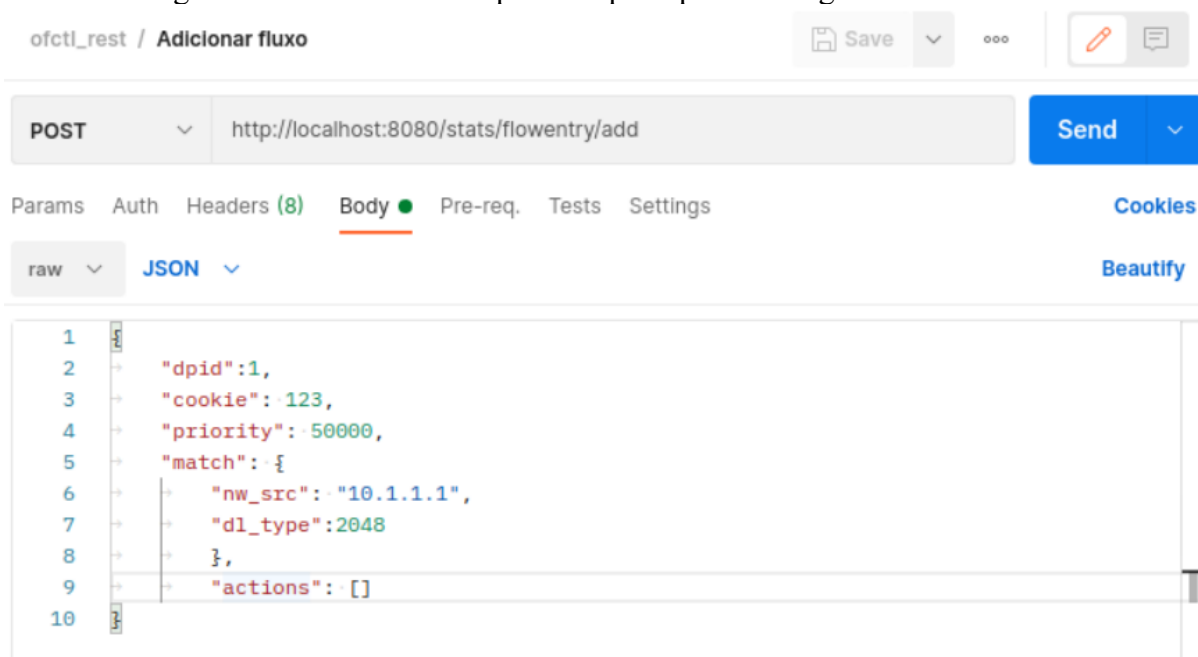 ofctl_rest / Adicionar fluxo Save
POST http://localhost:8080/stats/flowentry/add Send
Params Auth Headers (8) Body Pre-req. Tests Settings Cookies
raw JSON Beautify
1 {
2 "dpid":1,
3 "cookie": 123,
4 "priority": 50000,
5 "match": {
6 "nw_src": "10.1.1.1",
7 "dl_type":2048
8 },
9 "actions": []
10 }